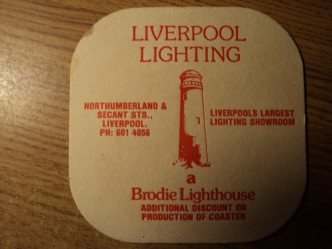 LIVERPOOL
LIGHTING
NORTHUMBERLAND &
SECANT STS.,
LIVERPOOL.
PH: 601 4056
LIVERPOOLS LARGEST
LIGHTING SHOWROOM
a
Brodie Lighthouse
ADDITIONAL DISCOUNT ON
PRODUCTION OF COASTER